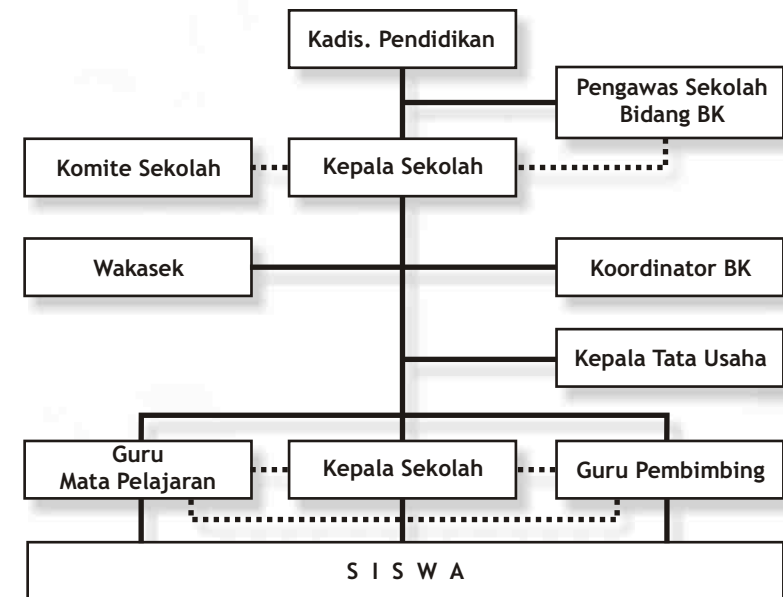 Kadis. Pendidikan
Pengawas Sekolah
Bidang BK
Komite Sekolah
Kepala Sekolah
Wakasek
Koordinator BK
Kepala Tata Usaha
Guru
Mata Pelajaran
Kepala Sekolah
Guru Pembimbing
S I S W A